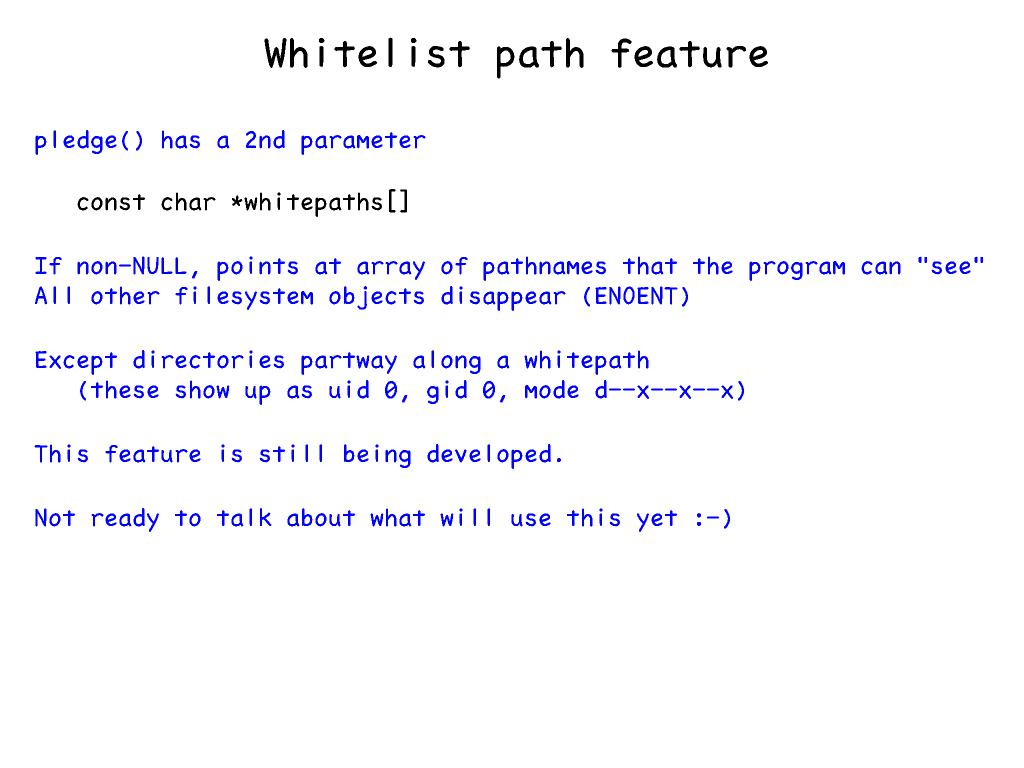 Whitelist path feature
pledge() has a 2nd parameter
const char *whitepaths[]
If non-NULL, points at array of pathnames that the program can "see"
All other filesystem objects disappear (ENOENT)
Except directories partway along a whitepath
(these show up as uid 0, gid 0, mode d--x--x--x)
This feature is still being developed.
Not ready to talk about what will use this yet :-)